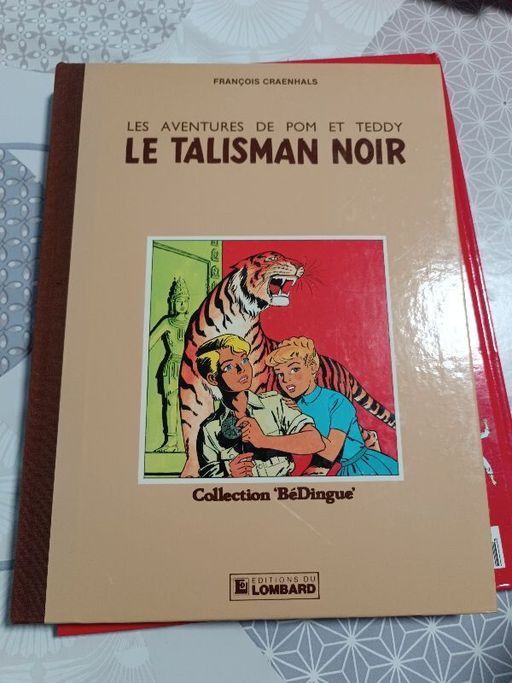 FRANÇOIS CRAENHALS
LES AVENTURES DE POM ET TEDDY
LE TALISMAN NOIR
Collection 'BéDingue'
EDITIONS DU
LOMBARD